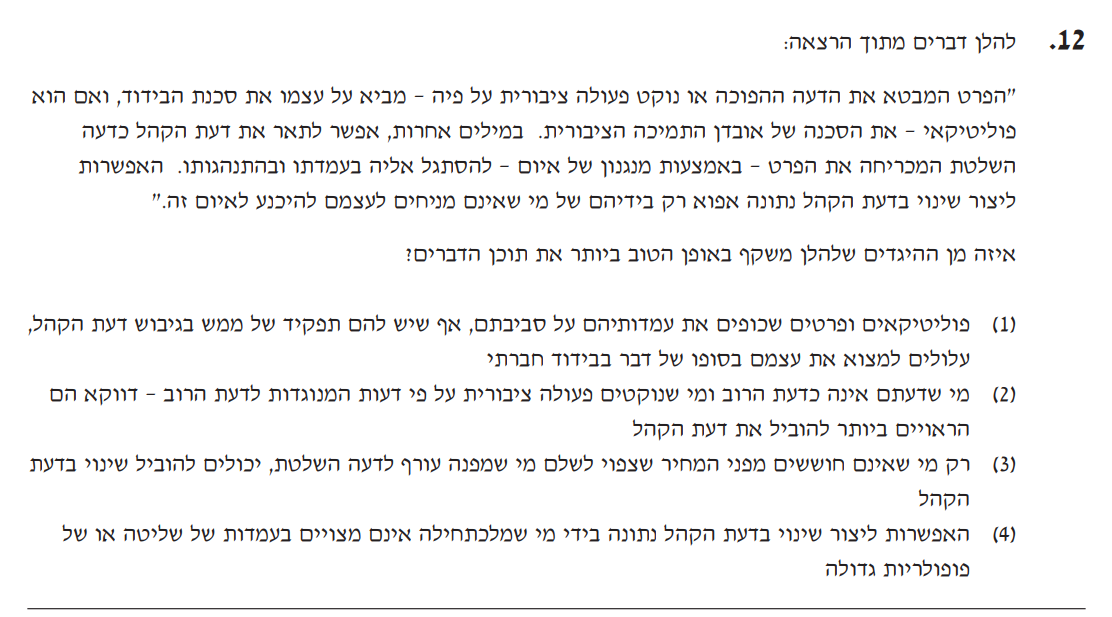 12. להלן דברים מתוך הרצאה:
"הפרט המבטא את הדעה ההפוכה או נוקט פעולה ציבורית על פיה – מביא על עצמו את סכנת הבידוד, ואם הוא
פוליטיקאי – את הסכנה של אובדן התמיכה הציבורית. במילים אחרות, אפשר לתאר את דעת הקהל כדעה
השלטת המכריחה את הפרט – באמצעות מנגנון של איום – להסתגל אליה בעמדתו ובהתנהגותו. האפשרות
ליצור שינוי בדעת הקהל נתונה אפוא רק בידיהם של מי שאינם מניחים לעצמם להיכנע לאיום זה."
איזה מן ההיגדים שלהלן משקף באופן הטוב ביותר את תוכן הדברים?
(1) פוליטיקאים ופרטים שכופים את עמדותיהם על סביבתם, אף שיש להם תפקיד של ממש בגיבוש דעת הקהל,
עלולים למצוא את עצמם בסופו של דבר בבידוד חברתי
(2) מי שדעתם אינה כדעת הרוב ומי שנוקטים פעולה ציבורית על פי דעות המנוגדות לדעת הרוב – דווקא הם
הראויים ביותר להוביל את דעת הקהל
(3) רק מי שאינם חוששים מפני המחיר שצפוי לשלם מי שמפנה עורף לדעה השלטת, יכולים להוביל שינוי בדעת
הקהל
(4) האפשרות ליצור שינוי בדעת הקהל נתונה בידי מי שמלכתחילה אינם מצויים בעמדות של שליטה או של
פופולריות גדולה